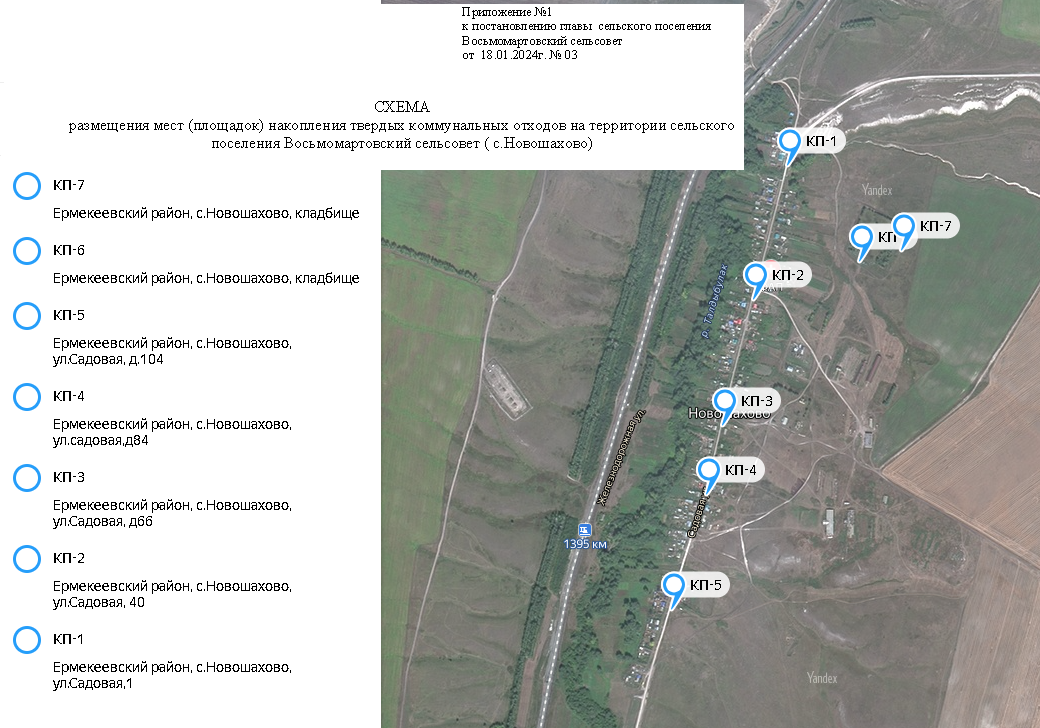 Приложение №1
к постановлению главы сельского поселения
Восьмомартовский сельсовет
от 18.01.2024г. № 03
СХЕМА
размещения мест (площадок) накопления твердых коммунальных отходов на территории сельского
поселения Восьмомартовский сельсовет ( с.Новошахово)
КП-7
Ермекеевский район, с.Новошахово, кладбище
КП-6
Ермекеевский район, с.Новошахово, кладбище
КП-5
Ермекеевский район, с.Новошахово,
ул.Садовая, д.104
КП-4
Ермекеевский район, с.Новошахово,
ул.садовая,д84
КП-3
Ермекеевский район, с.Новошахово,
ул.Садовая, д66
КП-2
Ермекеевский район, с.Новошахово,
ул.Садовая, 40
КП-1
Ермекеевский район, с.Новошахово,
ул.Садовая,1
КП-1
Yandex
КП-7
КП
КП-2
р. Талдыбулак
КП-3
Железнодорожная ул.
КП-4
Садовая
1395 км
КП-5
Yandex